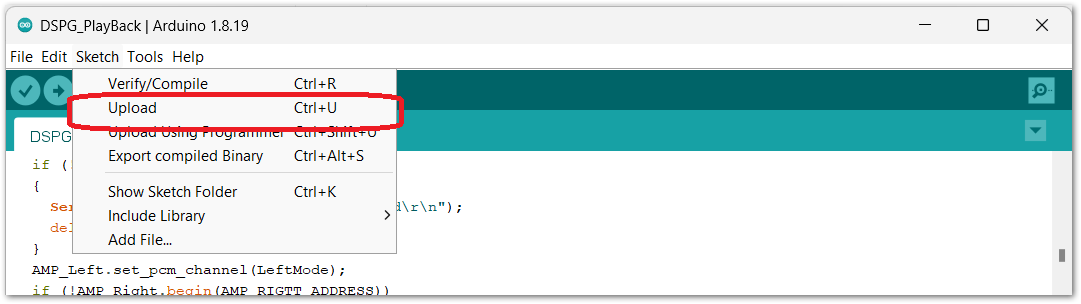 DSPG_PlayBack | Arduino 1.8.19
File Edit Sketch Tools Help
Verify/Compile Ctrl+R
Upload Ctrl+U
Upload Using Programmer Ctrl+Shift+U
DSPG
Export compiled Binary Ctrl+Alt+S
if (
{
Show Sketch Folder Ctrl+K
Ser d\r\n");
Include Library
del
Add File...
}
AMP_Left.set_pcm_channel(LeftMode);
if (!AMP_Right.begin(AMP_RIGTT_ADDRESS))